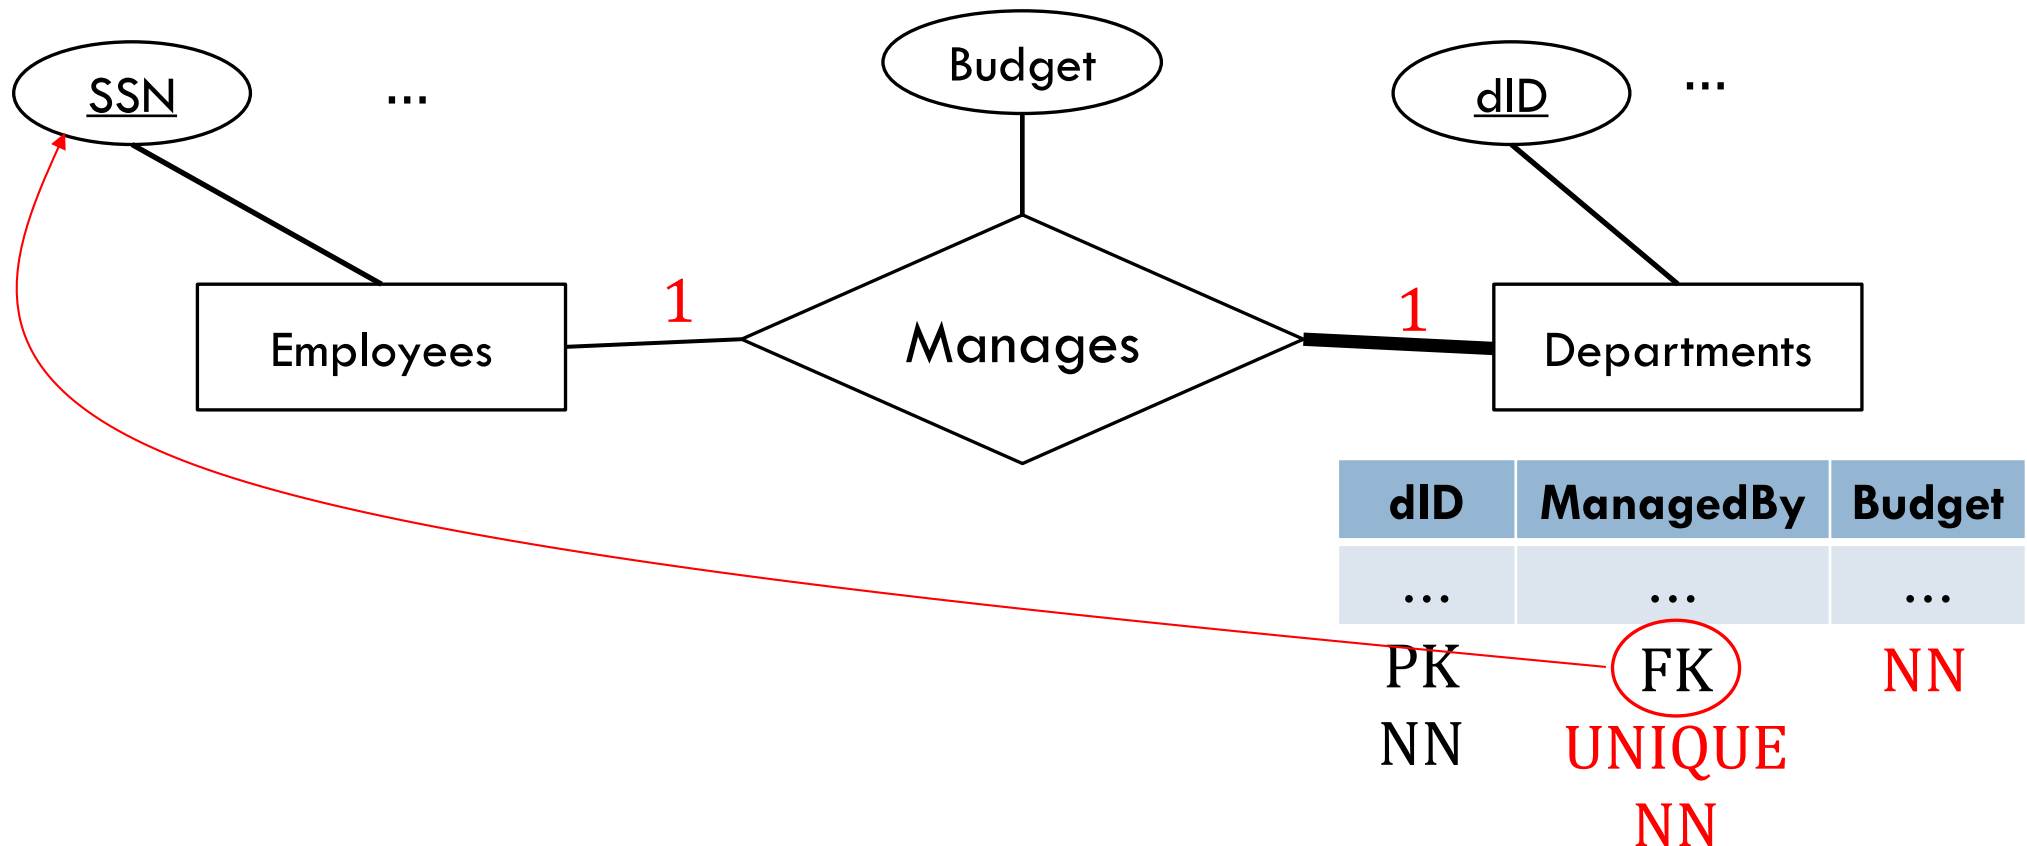 SSN ... Budget dID ...
Employees 1 Manages 1 Departments
dID ManagedBy Budget
... ... ...
PK FK NN
NN UNIQUE
NN